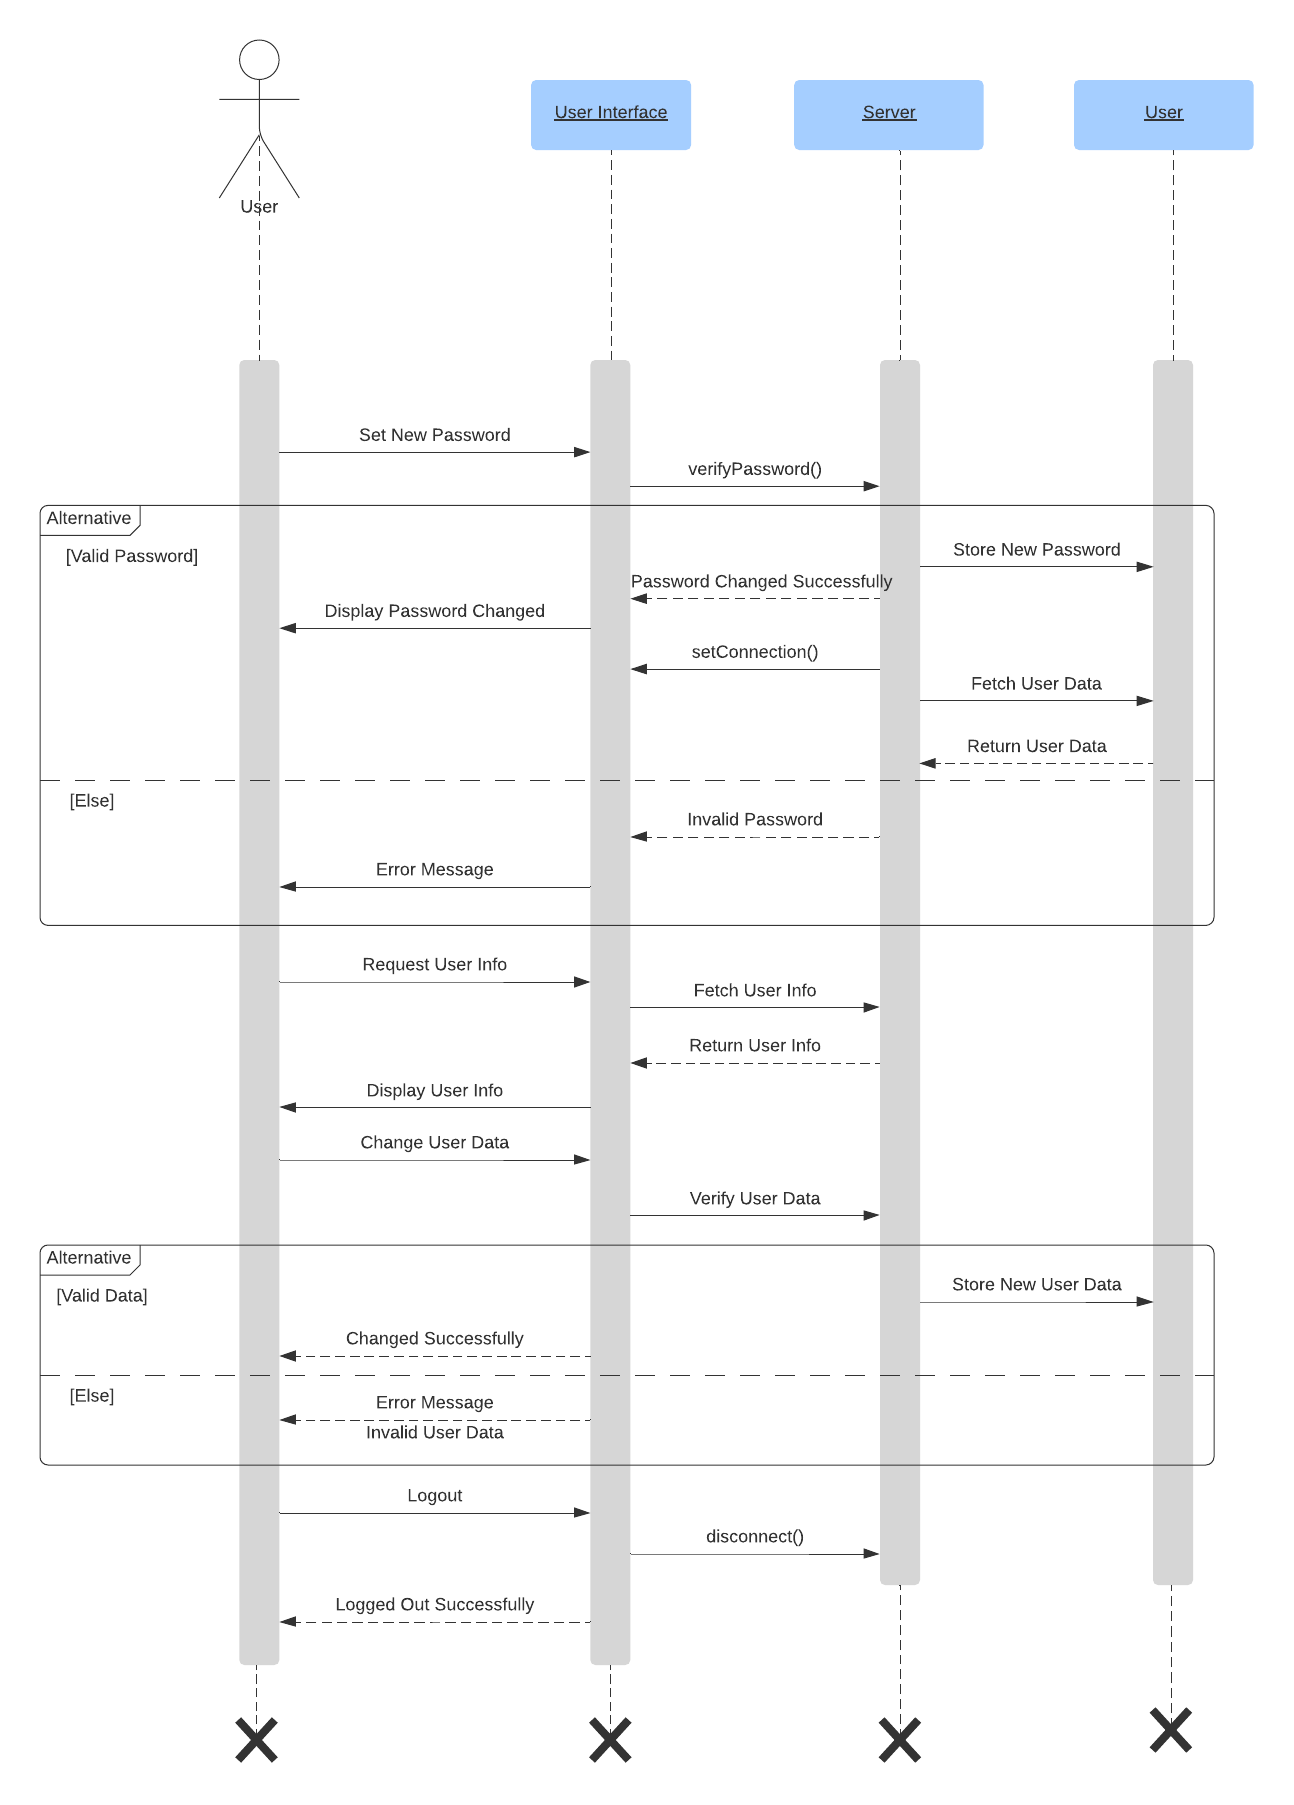 User Interface
Server
User
User
Set New Password
verifyPassword()
Alternative
[Valid Password]
Store New Password
Password Changed Successfully
Display Password Changed
setConnection()
Fetch User Data
Return User Data
[Else]
Invalid Password
Error Message
Request User Info
Fetch User Info
Return User Info
Display User Info
Change User Data
Verify User Data
Alternative
[Valid Data]
Store New User Data
Changed Successfully
[Else]
Error Message
Invalid User Data
Logout
disconnect()
Logged Out Successfully